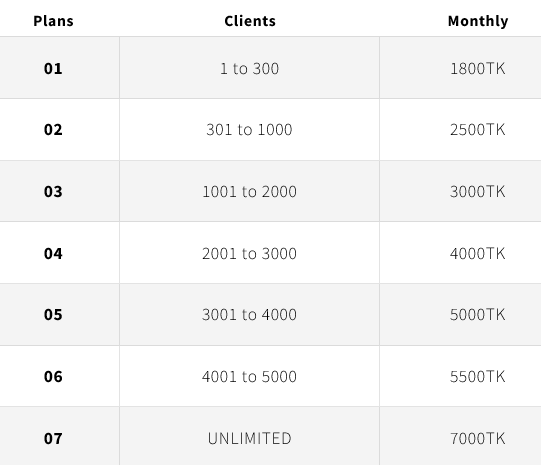 Plans Clients Monthly
01 1 to 300 1800TK
02 301 to 1000 2500TK
03 1001 to 2000 3000TK
04 2001 to 3000 4000TK
05 3001 to 4000 5000TK
06 4001 to 5000 5500TK
07 UNLIMITED 7000TK